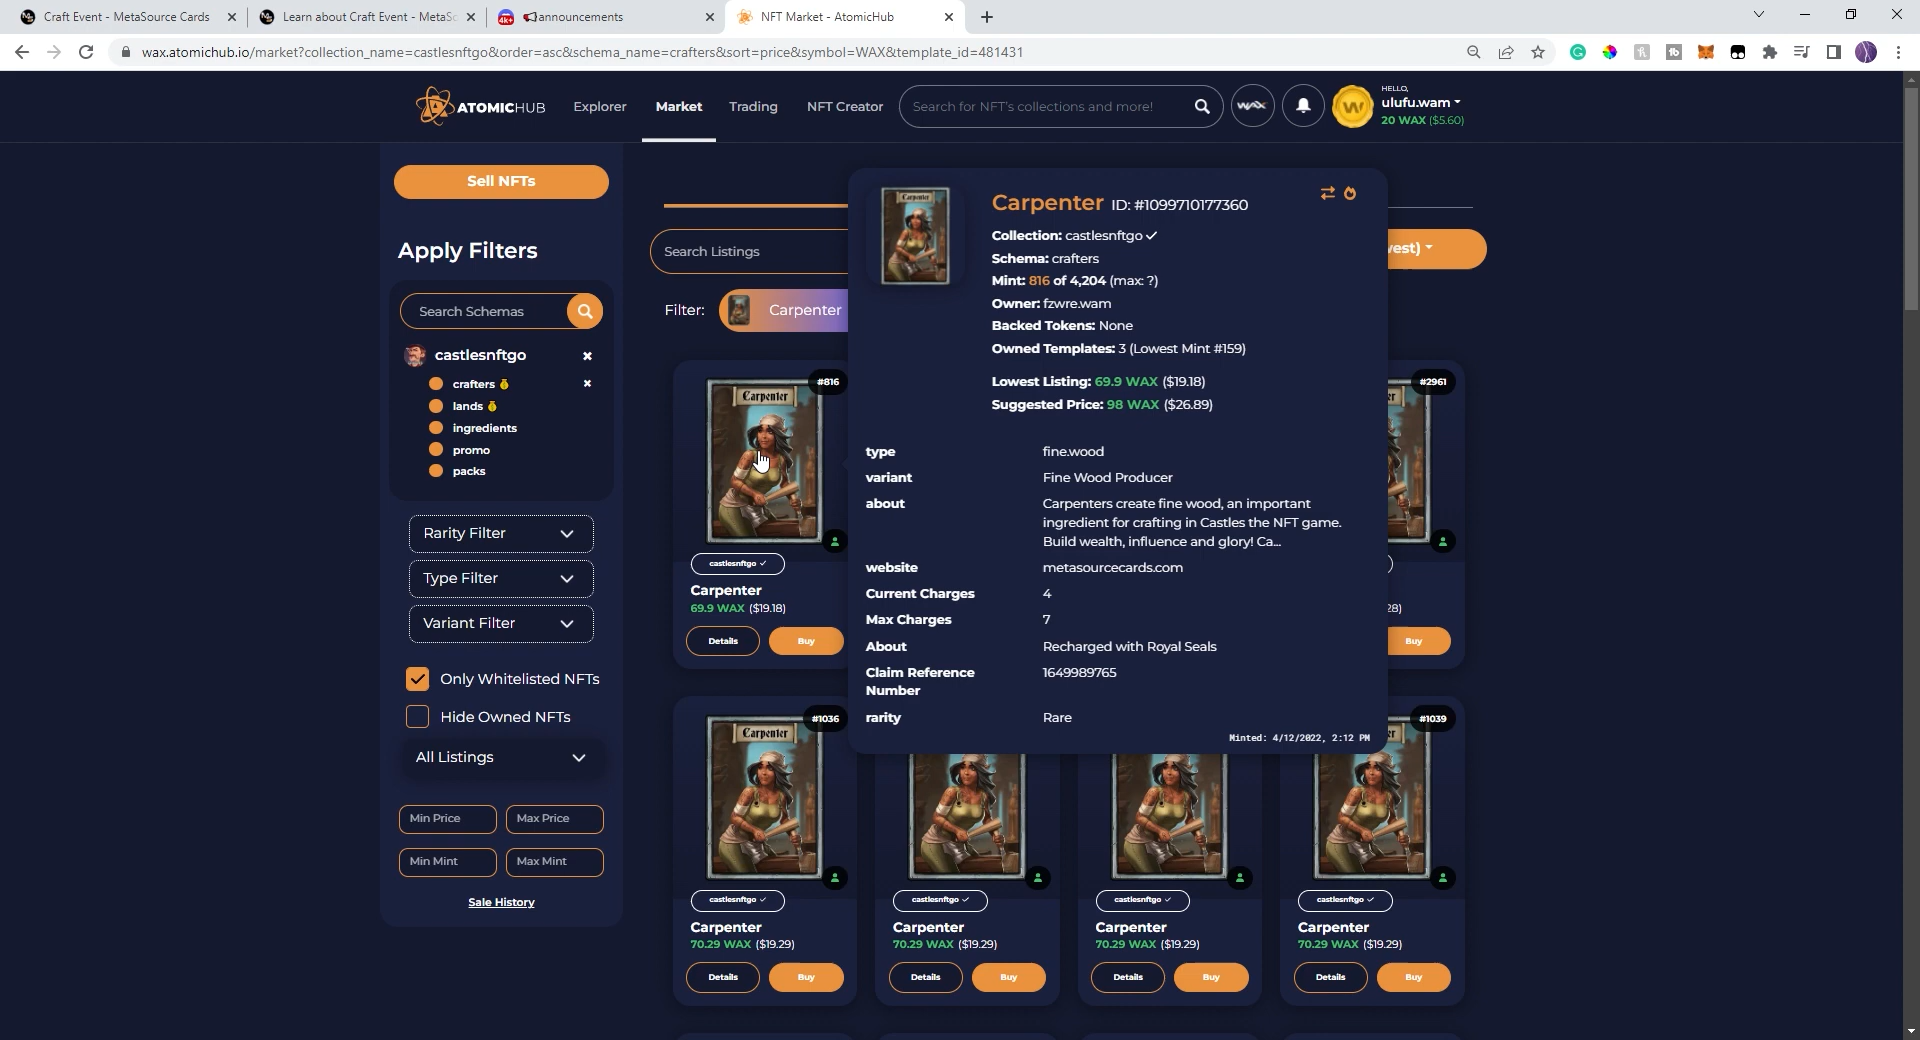 Craft Event - MetaSource Cards
Learn about Craft Event - MetaSc
4k+
announcements
NFT Market - AtomicHub
wax.atomichub.io/market?collection_name=castlesnftgo&order=asc&schema_name=crafters&sort=price&symbol=WAX&template_id=481431
ATOMICHUB
Explorer
Market
Trading
NFT Creator
Search for NFT's collections and more!
WAX
HELLO,
ulufu.wam
20 WAX ($5.60)
Sell NFTs
Apply Filters
Search Schemas
castlesnftgo
crafters
lands
ingredients
promo
packs
Rarity Filter
Type Filter
Variant Filter
Only Whitelisted NFTs
Hide Owned NFTs
All Listings
Min Price
Max Price
Min Mint
Max Mint
Sale History
Search Listings
vest)
Filter:
Carpenter
Carpenter
Carpenter ID: #1099710177360
Collection: castlesnftgo
Schema: crafters
Mint: 816 of 4,204 (max: ?)
Owner: fzwre.wam
Backed Tokens: None
Owned Templates: 3 (Lowest Mint #159)
Lowest Listing: 69.9 WAX ($19.18)
Suggested Price: 98 WAX ($26.89)
type fine.wood
variant Fine Wood Producer
about Carpenters create fine wood, an important
ingredient for crafting in Castles the NFT game.
Build wealth, influence and glory! Ca...
website metasourcecards.com
Current Charges 4
Max Charges 7
About Recharged with Royal Seals
Claim Reference 1649989765
Number
rarity Rare
Minted: 4/12/2022, 2:12 PM
#816
Carpenter
castlesnftgo
Carpenter
69.9 WAX ($19.18)
Details
Buy
#2961
er
28)
Buy
#1036
Carpenter
castlesnftgo
Carpenter
70.29 WAX ($19.29)
Details
Buy
castlesnftgo
Carpenter
70.29 WAX ($19.29)
Details
Buy
castlesnftgo
Carpenter
70.29 WAX ($19.29)
Details
Buy
#1039
er
castlesnftgo
Carpenter
70.29 WAX ($19.29)
Details
Buy